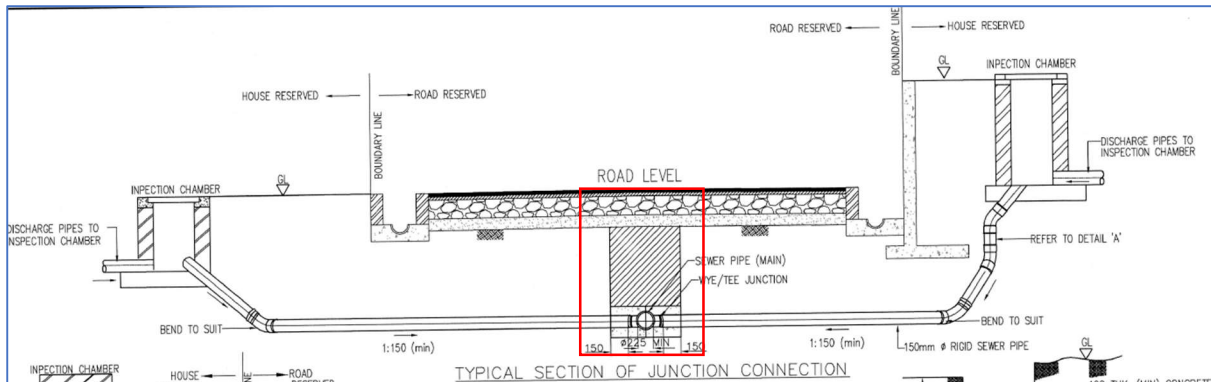 ROAD RESERVED
HOUSE RESERVED
BOUNDARY LINE
GL
INPECTION CHAMBER
HOUSE RESERVED
ROAD RESERVED
BOUNDARY LINE
DISCHARGE PIPES TO
INSPECTION CHAMBER
ROAD LEVEL
INPECTION CHAMBER
GL
DISCHARGE PIPES TO
INSPECTION CHAMBER
REFER TO DETAIL 'A'
SEWER PIPE (MAIN)
WYE/TEE JUNCTION
BEND TO SUIT
BEND TO SUIT
1:150 (min)
150
Ø225 MIN
150
1:150 (min)
150mm Ø RIGID SEWER PIPE
TYPICAL SECTION OF JUNCTION CONNECTION
INPECTION CHAMBER
HOUSE
ROAD
GL